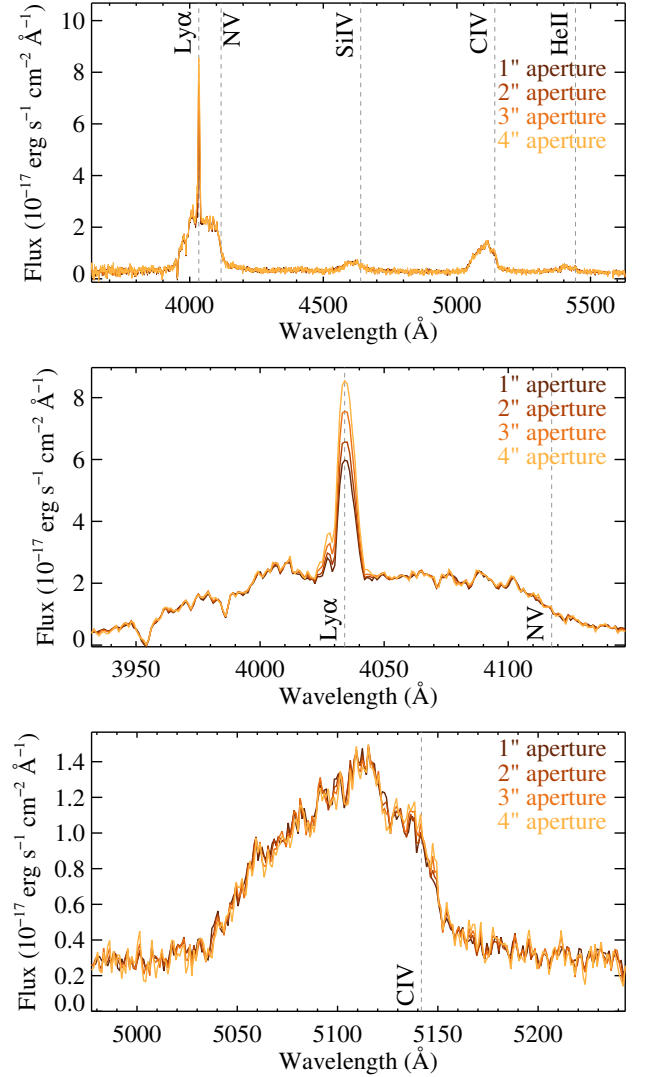 Lyα NV SiIV CIV HeII
1" aperture
2" aperture
3" aperture
4" aperture
10
8
6
4
2
0
Flux (10⁻¹⁷ erg s⁻¹ cm⁻² Å⁻¹)
4000 4500 5000 5500
Wavelength (Å)
1" aperture
2" aperture
3" aperture
4" aperture
8
6
4
2
0
Flux (10⁻¹⁷ erg s⁻¹ cm⁻² Å⁻¹)
Lyα NV
3950 4000 4050 4100
Wavelength (Å)
1" aperture
2" aperture
3" aperture
4" aperture
1.4
1.2
1.0
0.8
0.6
0.4
0.2
0.0
Flux (10⁻¹⁷ erg s⁻¹ cm⁻² Å⁻¹)
CIV
5000 5050 5100 5150 5200
Wavelength (Å)